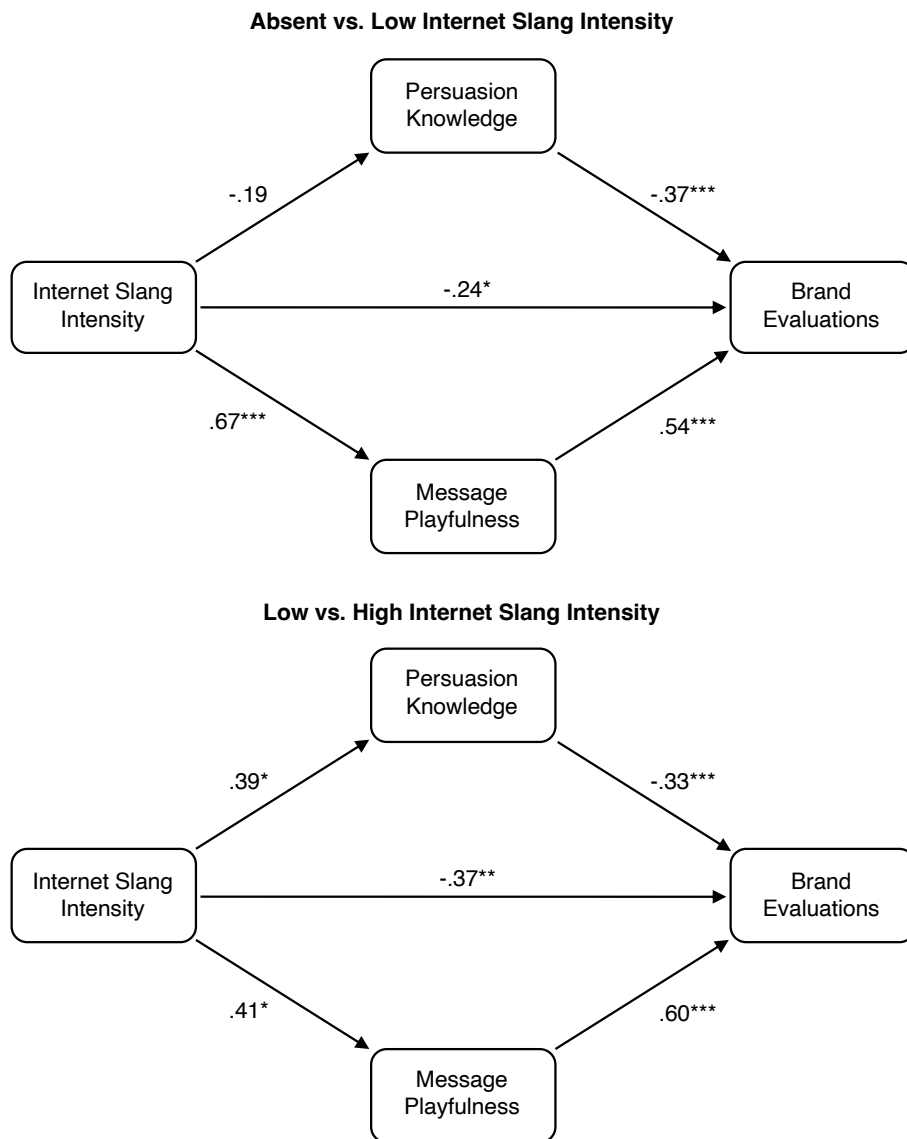 Absent vs. Low Internet Slang Intensity
Persuasion
Knowledge
-.19
-.37***
Internet Slang
Intensity
-.24*
Brand
Evaluations
.67***
.54***
Message
Playfulness
Low vs. High Internet Slang Intensity
Persuasion
Knowledge
.39*
-.33***
Internet Slang
Intensity
-.37**
Brand
Evaluations
.41*
.60***
Message
Playfulness